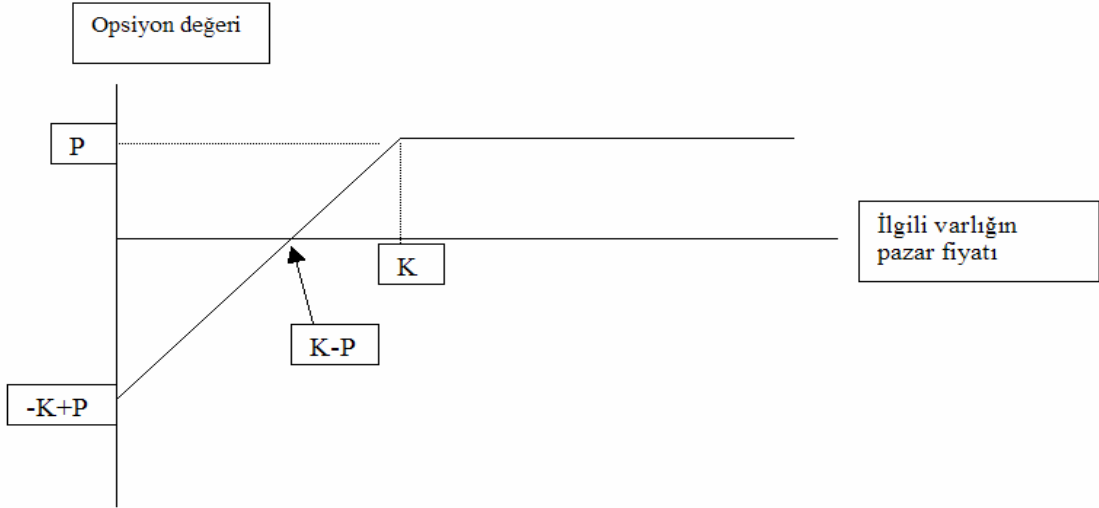 Opsiyon değeri
P
İlgili varlığın
pazar fiyatı
K
K-P
-K+P